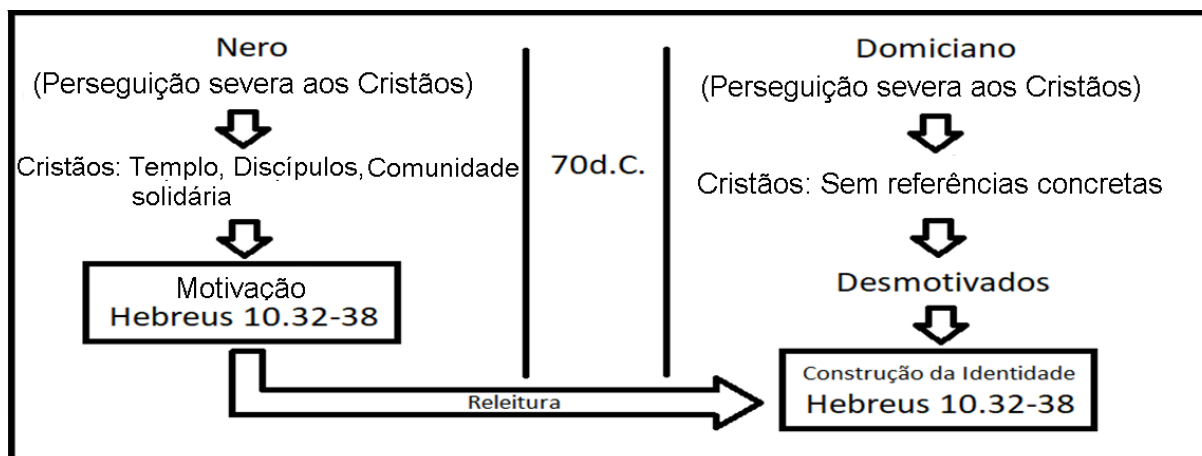 Nero
(Perseguição severa aos Cristãos)
Cristãos: Templo, Discípulos, Comunidade
solidária
Motivação
Hebreus 10.32-38
70d.C.
Domiciano
(Perseguição severa aos Cristãos)
Cristãos: Sem referências concretas
Desmotivados
Construção da Identidade
Hebreus 10.32-38
Releitura